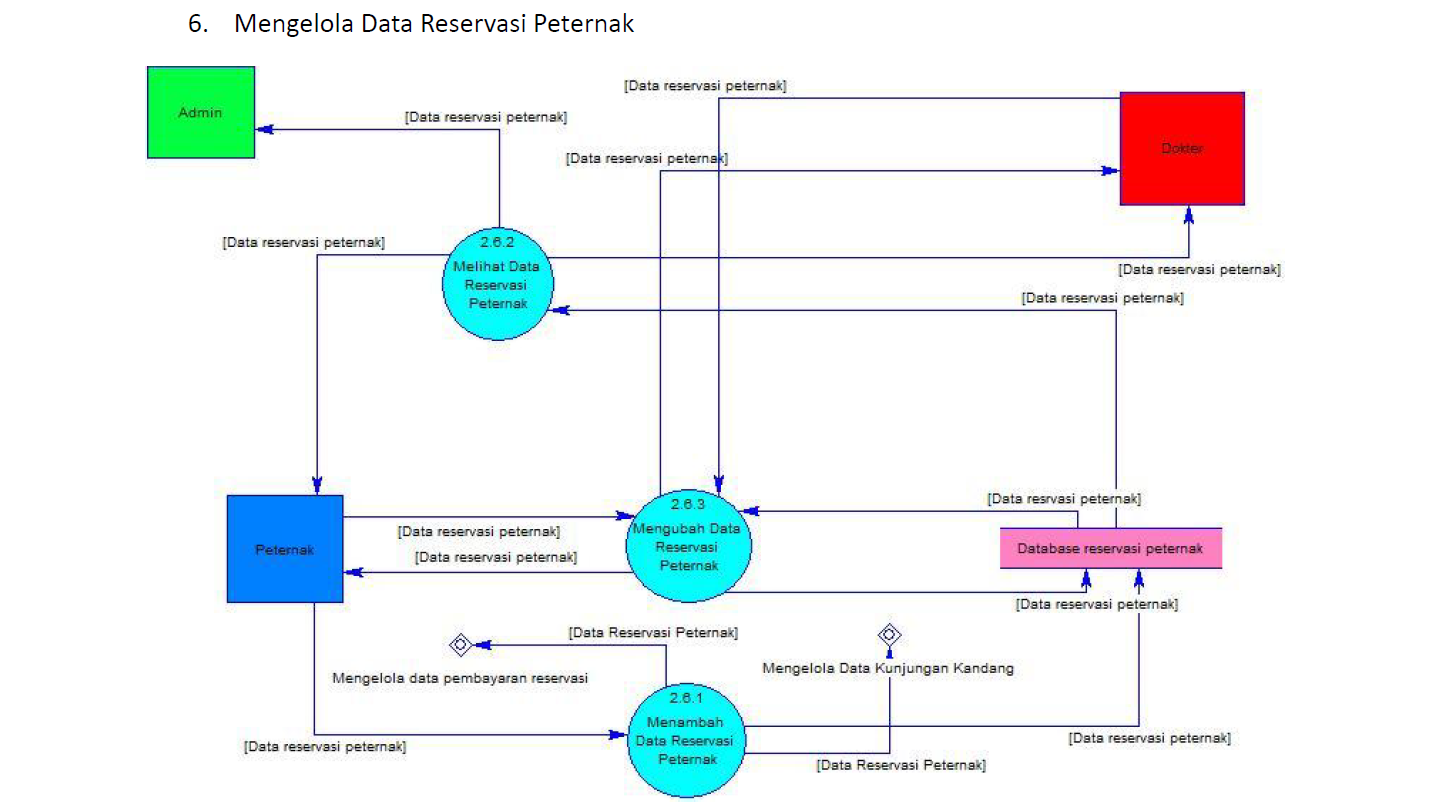 6. Mengelola Data Reservasi Peternak
[Data reservasi peternak]
Admin
[Data reservasi peternak]
Dokter
[Data reservasi peternak]
[Data reservasi peternak]
2.6.2
Melihat Data
Reservasi
Peternak
[Data reservasi peternak]
[Data reservasi peternak]
[Data resrvasi peternak]
2.6.3
Mengubah Data
Reservasi
Peternak
[Data reservasi peternak]
Peternak
Database reservasi peternak
[Data reservasi peternak]
[Data reservasi peternak]
[Data Reservasi Peternak]
Mengelola Data Kunjungan Kandang
Mengelola data pembayaran reservasi
2.6.1
Menambah
Data Reservasi
Peternak
[Data reservasi peternak]
[Data reservasi peternak]
[Data Reservasi Peternak]